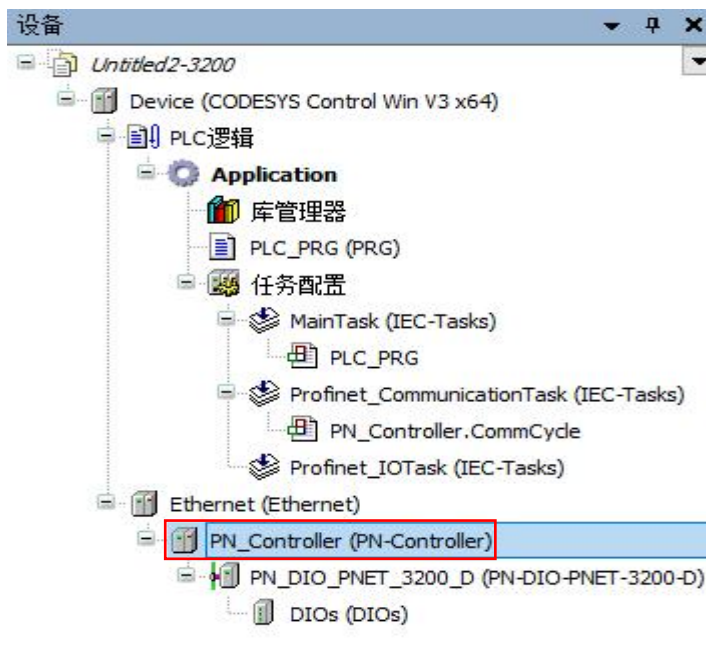 设备
Untitled2-3200
Device (CODESYS Control Win V3 x64)
PLC逻辑
Application
库管理器
PLC_PRG (PRG)
任务配置
MainTask (IEC-Tasks)
PLC_PRG
Profinet_CommunicationTask (IEC-Tasks)
PN_Controller.CommCycle
Profinet_IOTask (IEC-Tasks)
Ethernet (Ethernet)
PN_Controller (PN-Controller)
PN_DIO_PNET_3200_D (PN-DIO-PNET-3200-D)
DIOs (DIOs)